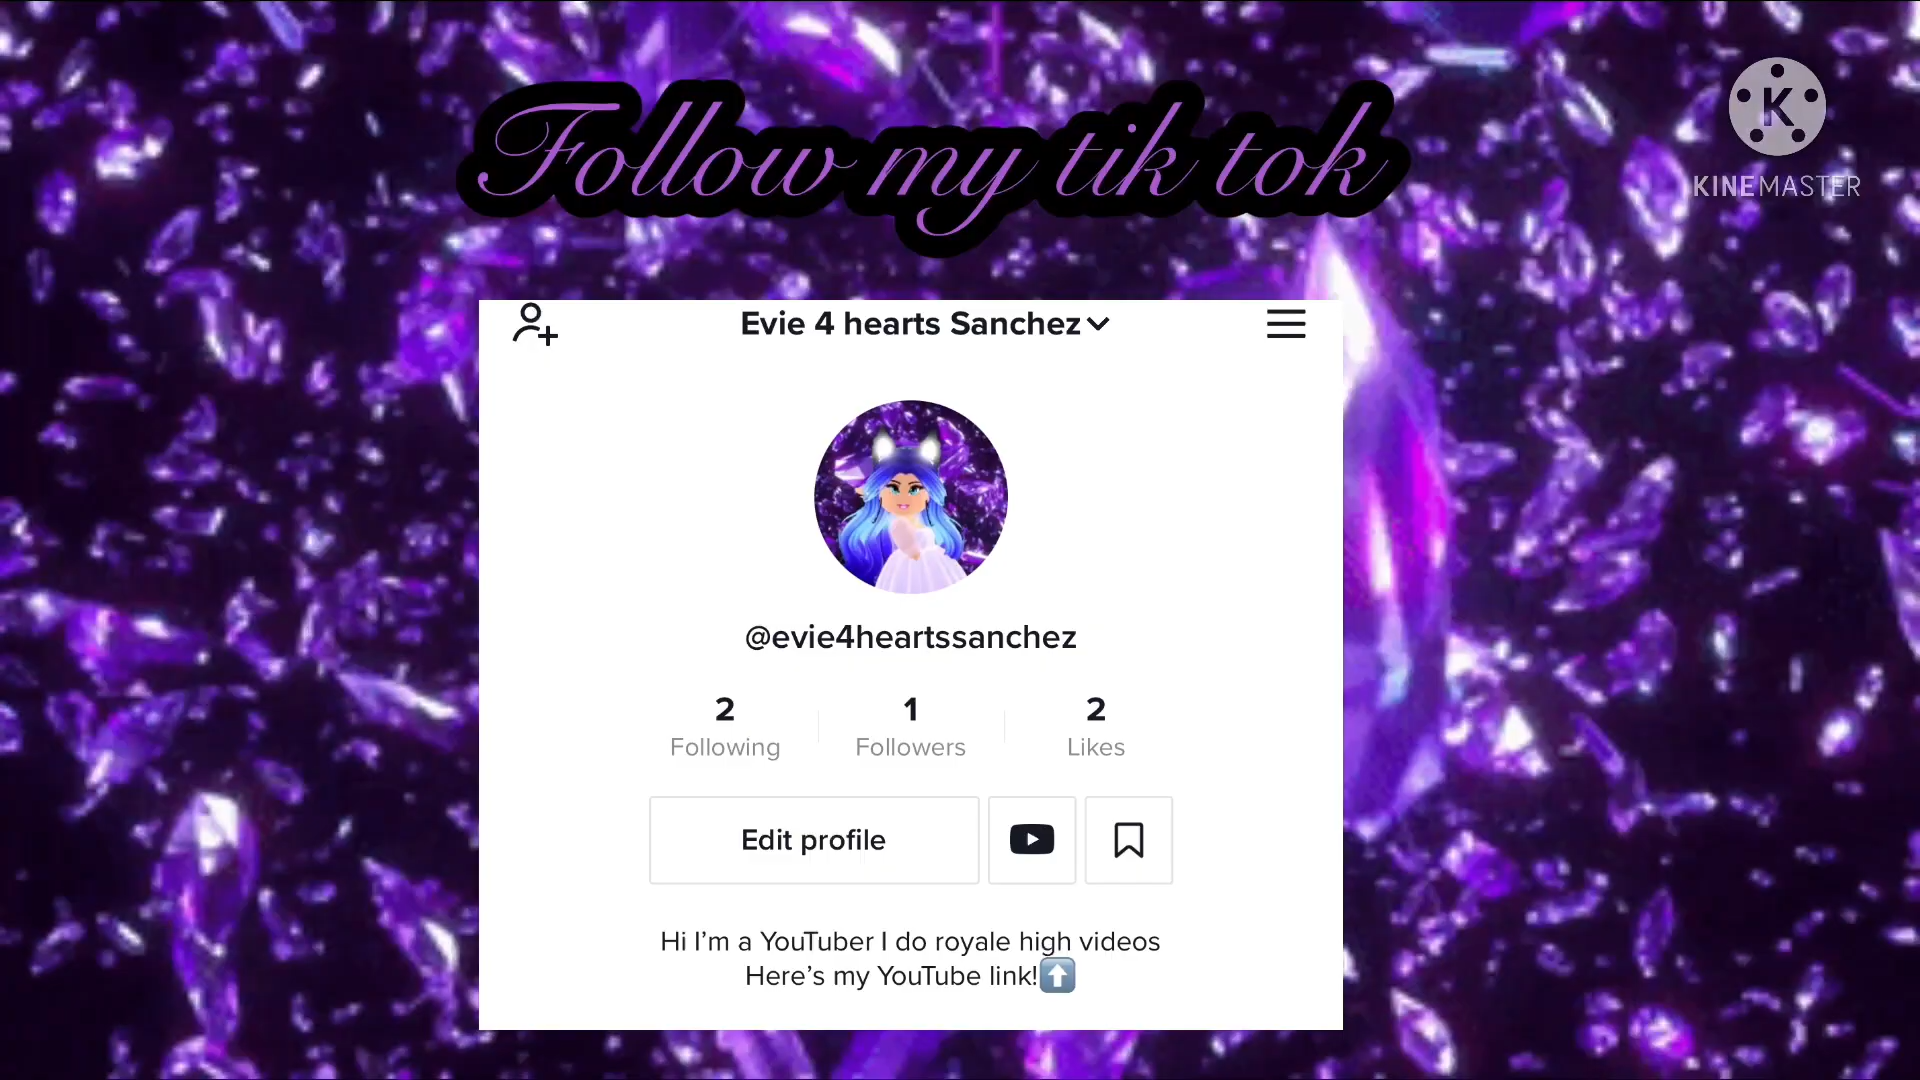 Follow my tik tok
K
KINEMASTER
Evie 4 hearts Sanchez
@evie4heartssanchez
2 1 2
Following Followers Likes
Edit profile
Hi I'm a YouTuber I do royale high videos
Here's my YouTube link!⬆️